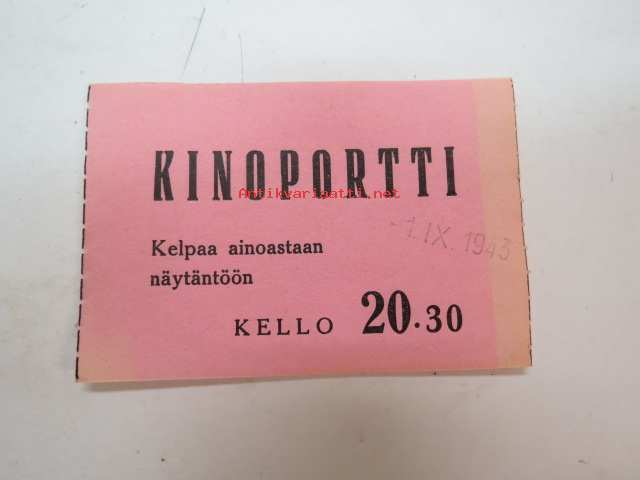 KINOPORTTI
Antikvariaatti.net
-1. IX. 1943
Kelpaa ainoastaan
näytäntöön
KELLO 20.30